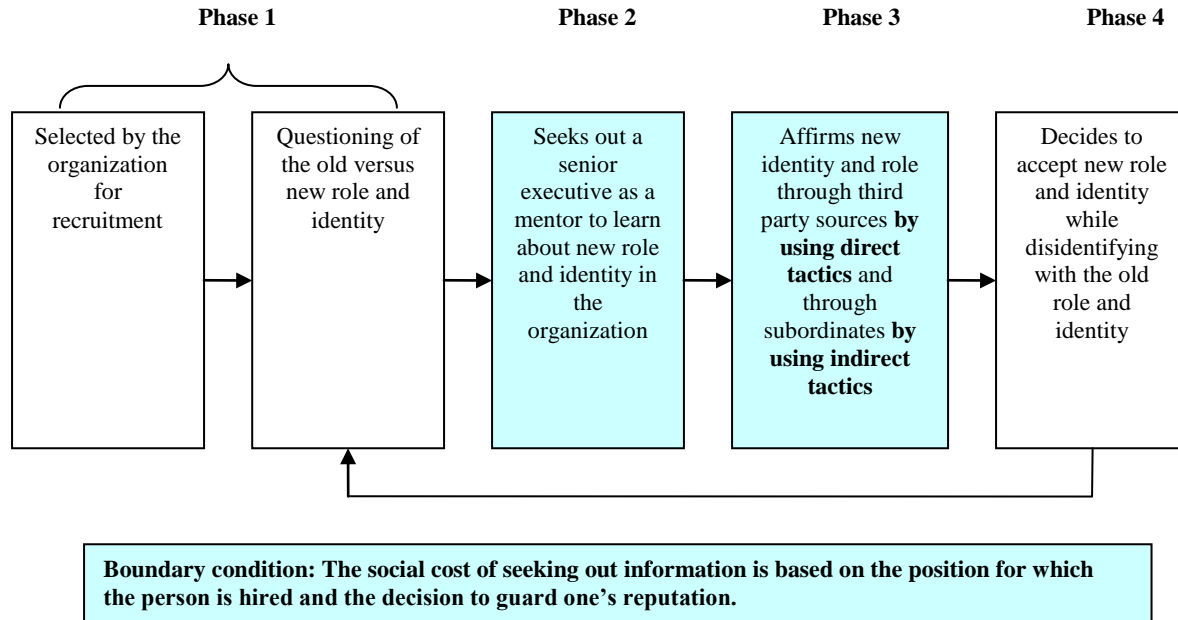 Phase 1
Phase 2
Phase 3
Phase 4
Selected by the
organization
for
recruitment
Questioning of
the old versus
new role and
identity
Seeks out a
senior
executive as a
mentor to learn
about new role
and identity in
the
organization
Affirms new
identity and role
through third
party sources by
using direct
tactics and
through
subordinates by
using indirect
tactics
Decides to
accept new role
and identity
while
disidentifying
with the old
role and
identity
Boundary condition: The social cost of seeking out information is based on the position for which
the person is hired and the decision to guard one’s reputation.